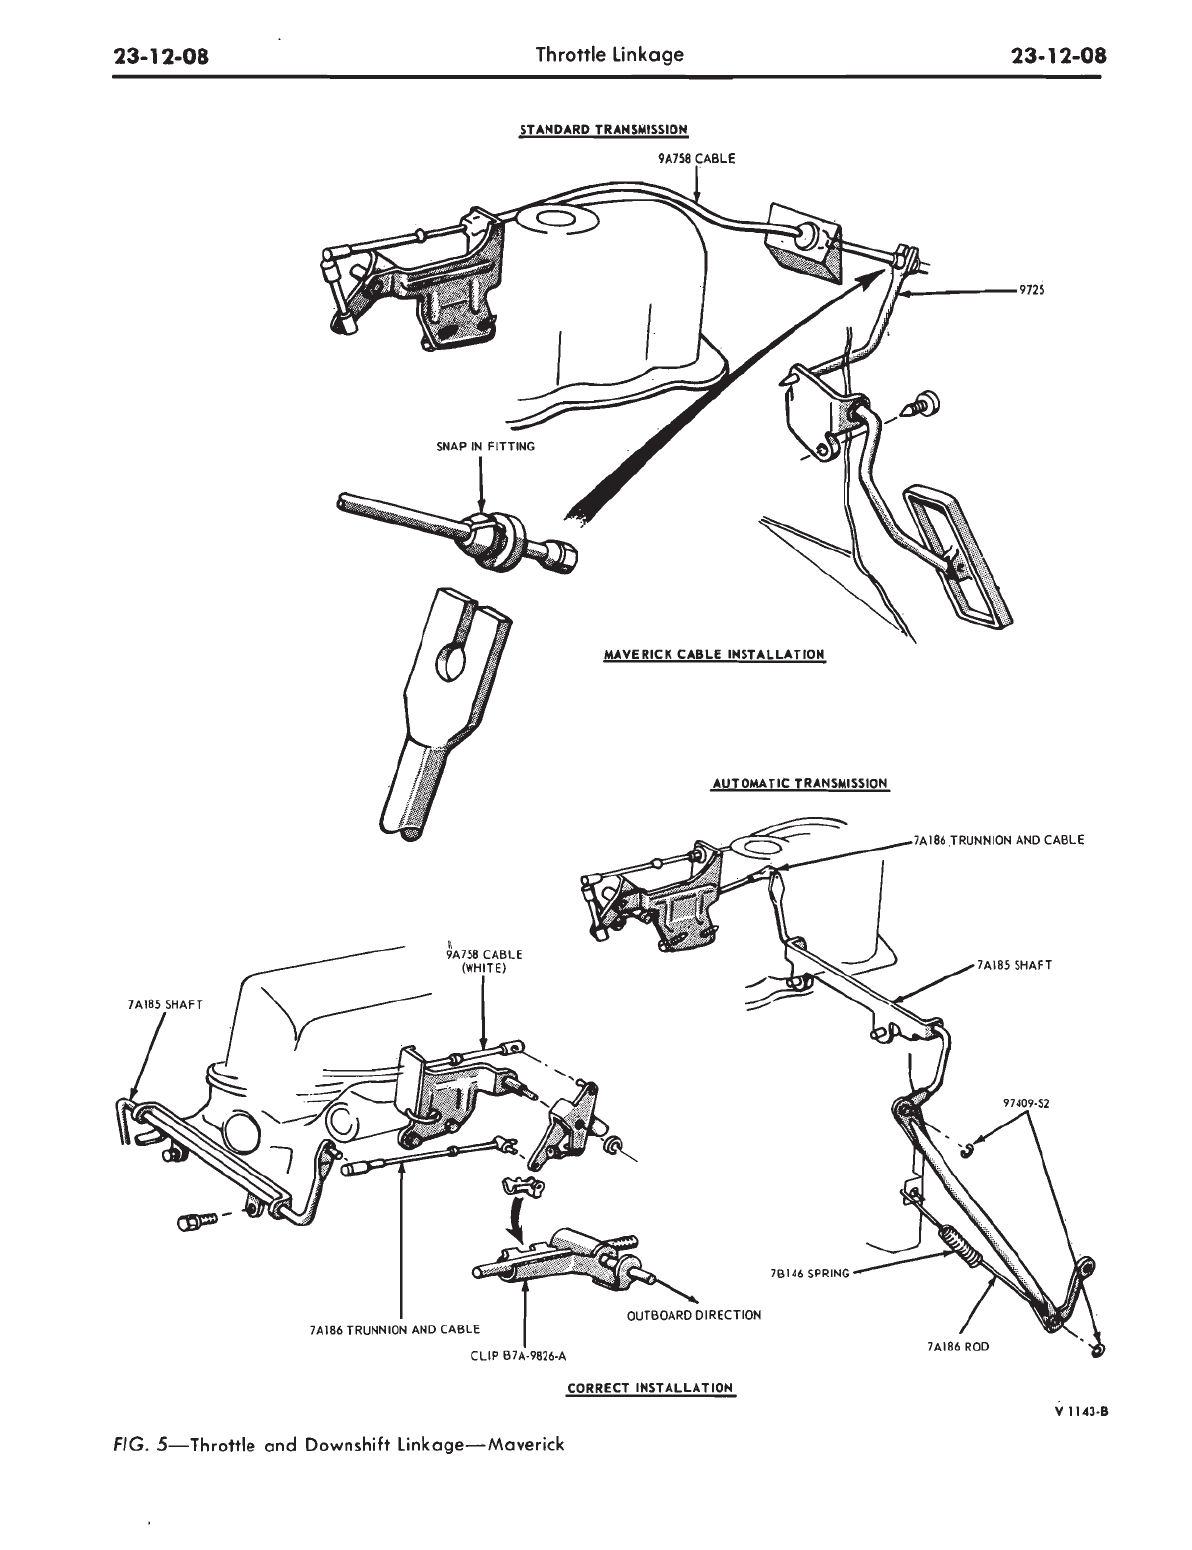 23-12-08
Throttle Linkage
23-12-08
STANDARD TRANSMISSION
9A758 CABLE
9725
SNAP IN FITTING
MAVERICK CABLE INSTALLATION
AUTOMATIC TRANSMISSION
7A186 TRUNNION AND CABLE
9A758 CABLE
(WHITE)
7A185 SHAFT
7A185 SHAFT
97409-S2
7B146 SPRING
OUTBOARD DIRECTION
7A186 TRUNNION AND CABLE
7A186 ROD
CLIP B7A-9826-A
CORRECT INSTALLATION
V 1143-B
FIG. 5—Throttle and Downshift Linkage—Maverick